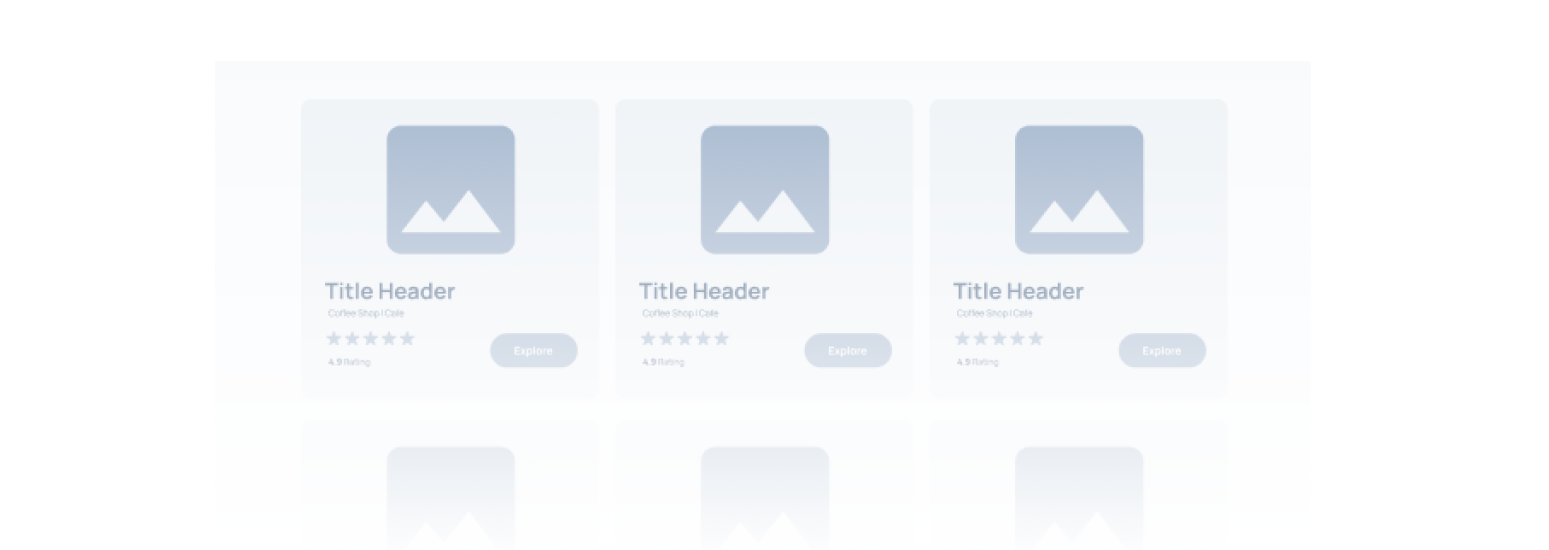 Title Header
Coffee Shop | Cafe
4.9 Rating
Explore
Title Header
Coffee Shop | Cafe
4.9 Rating
Explore
Title Header
Coffee Shop | Cafe
4.9 Rating
Explore